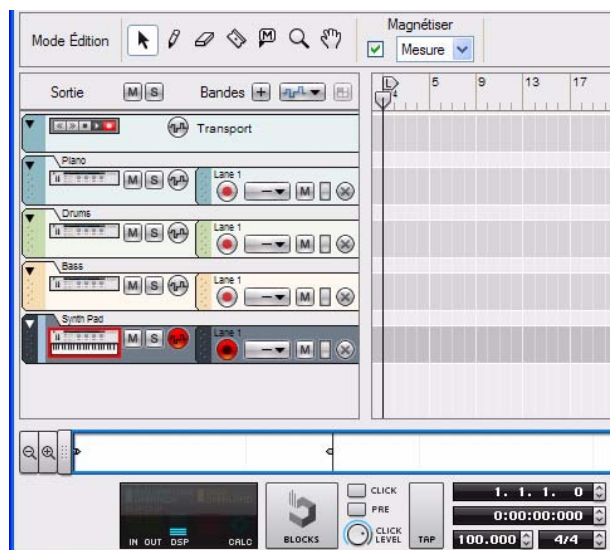 Mode Édition M Magnétiser
Mesure
Sortie M S Bandes L 5 9 13 17
Transport
Piano
M S Lane 1 M
Drums
M S Lane 1 M
Bass
M S Lane 1 M
Synth Pad
M S Lane 1 M
IN OUT DSP CALC
BLOCKS
CLICK
PRE
CLICK LEVEL
TAP
1. 1. 1. 0
0:00:00:000
100.000 4/4